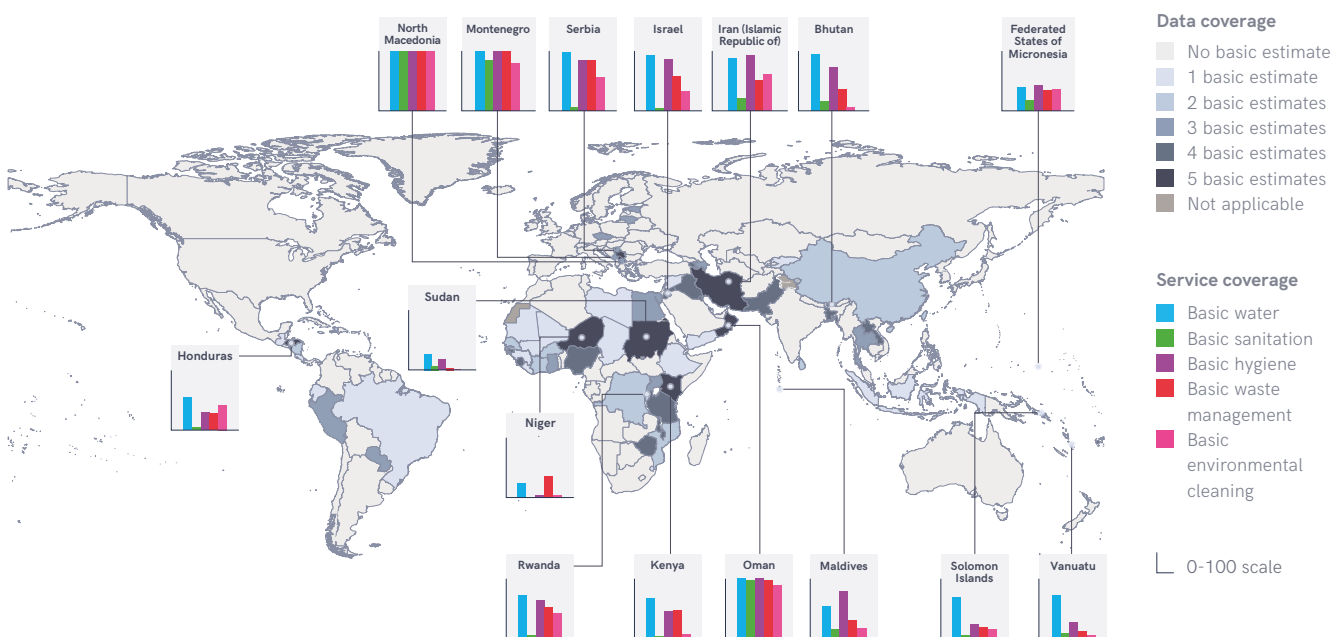 North
Macedonia
Montenegro
Serbia
Israel
Iran (Islamic
Republic of)
Bhutan
Federated
States of
Micronesia
Sudan
Honduras
Niger
Rwanda
Kenya
Oman
Maldives
Solomon
Islands
Vanuatu
Data coverage
No basic estimate
1 basic estimate
2 basic estimates
3 basic estimates
4 basic estimates
5 basic estimates
Not applicable
Service coverage
Basic water
Basic sanitation
Basic hygiene
Basic waste
management
Basic
environmental
cleaning
0-100 scale